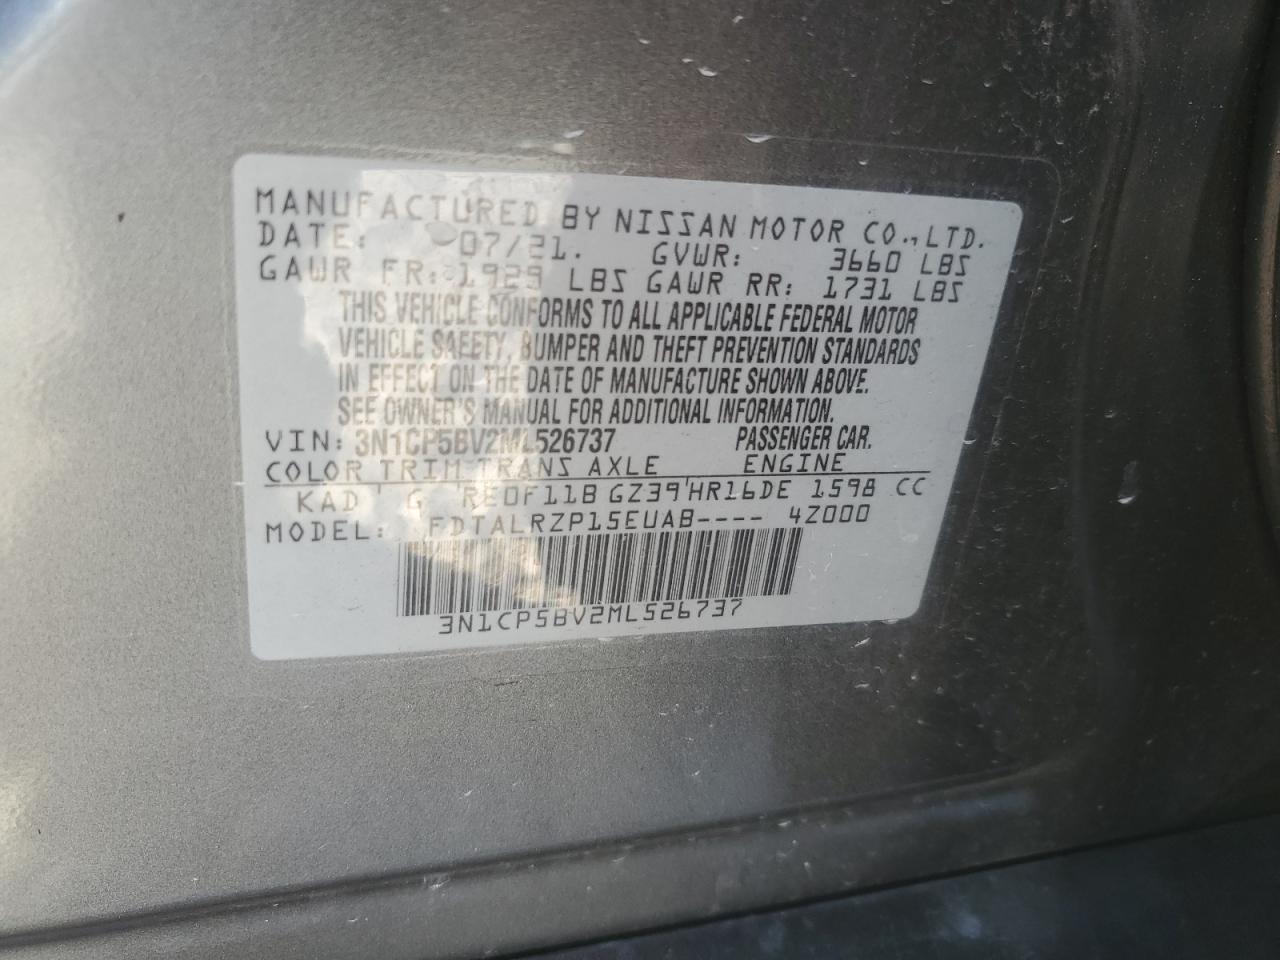 MANUFACTURED BY NISSAN MOTOR CO., LTD.
DATE: 07/21. GVWR: 3660 LBS
GAWR FR: 1929 LBS GAWR RR: 1731 LBS
THIS VEHICLE CONFORMS TO ALL APPLICABLE FEDERAL MOTOR
VEHICLE SAFETY, BUMPER AND THEFT PREVENTION STANDARDS
IN EFFECT ON THE DATE OF MANUFACTURE SHOWN ABOVE.
SEE OWNER'S MANUAL FOR ADDITIONAL INFORMATION.
VIN: 3N1CP5BV2ML526737 PASSENGER CAR.
COLOR TRIM TRANS AXLE ENGINE
KAD G RE0F11B GZ39 HR16DE 1598 CC
MODEL: FDTALRZP15EUAB---- 4Z000
3N1CP5BV2ML526737